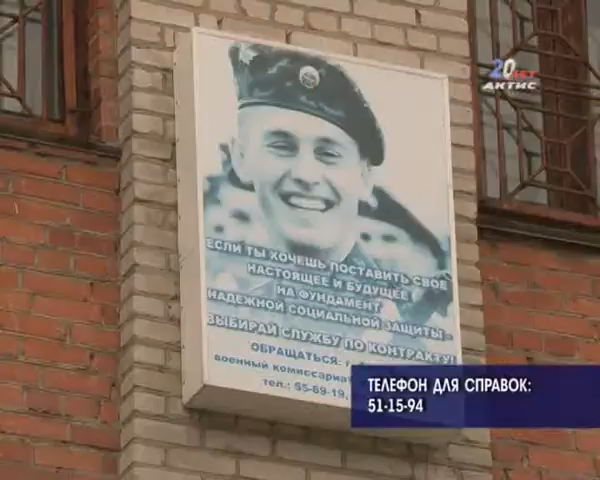 20 ЛЕТ
АКТИС
ЕСЛИ ТЫ ХОЧЕШЬ ПОСТАВИТЬ СВОЕ
НАСТОЯЩЕЕ И БУДУЩЕЕ
НА ФУНДАМЕНТ
НАДЕЖНОЙ СОЦИАЛЬНОЙ ЗАЩИТЫ -
ВЫБИРАЙ СЛУЖБУ ПО КОНТРАКТУ!
ОБРАЩАТЬСЯ:
военный комиссариат
тел.: 55-69-19,
ТЕЛЕФОН ДЛЯ СПРАВОК:
51-15-94